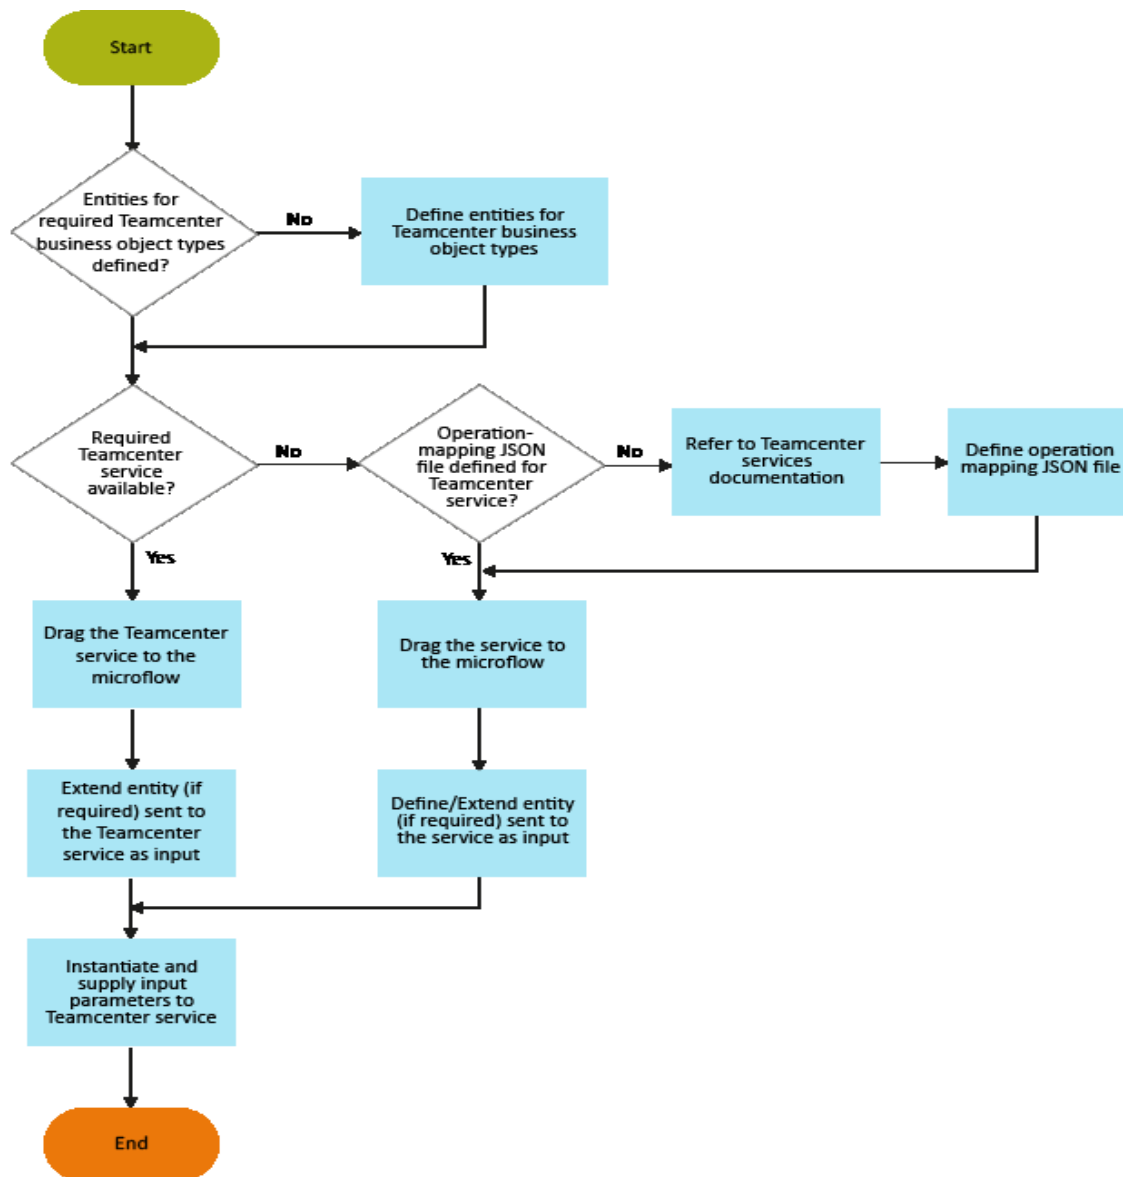 Start
Entities for
required Teamcenter
business object types
defined?
No
Define entities for
Teamcenter business
object types
Required
Teamcenter
service
available?
No
Operation-
mapping JSON
file defined for
Teamcenter
service?
No
Refer to Teamcenter
services
documentation
Define operation
mapping JSON file
Yes
Yes
Drag the Teamcenter
service to the
microflow
Drag the service to
the microflow
Extend entity (if
required) sent to
the Teamcenter
service as input
Define/Extend entity
(if required) sent to
the service as input
Instantiate and
supply input
parameters to
Teamcenter service
End